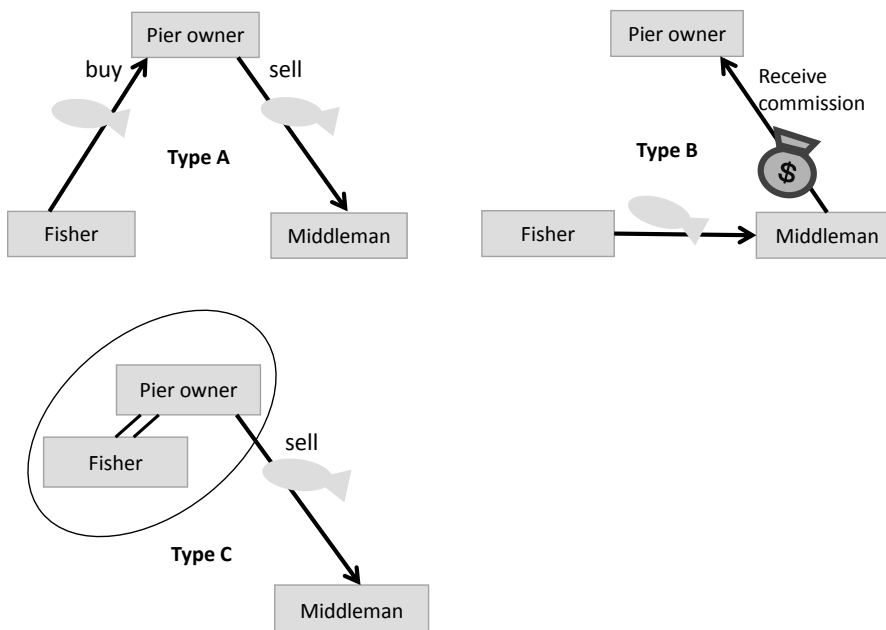 Pier owner
buy
sell
Type A
Fisher
Middleman
Pier owner
Receive
commission
Type B
$
Fisher
Middleman
Pier owner
Fisher
sell
Type C
Middleman